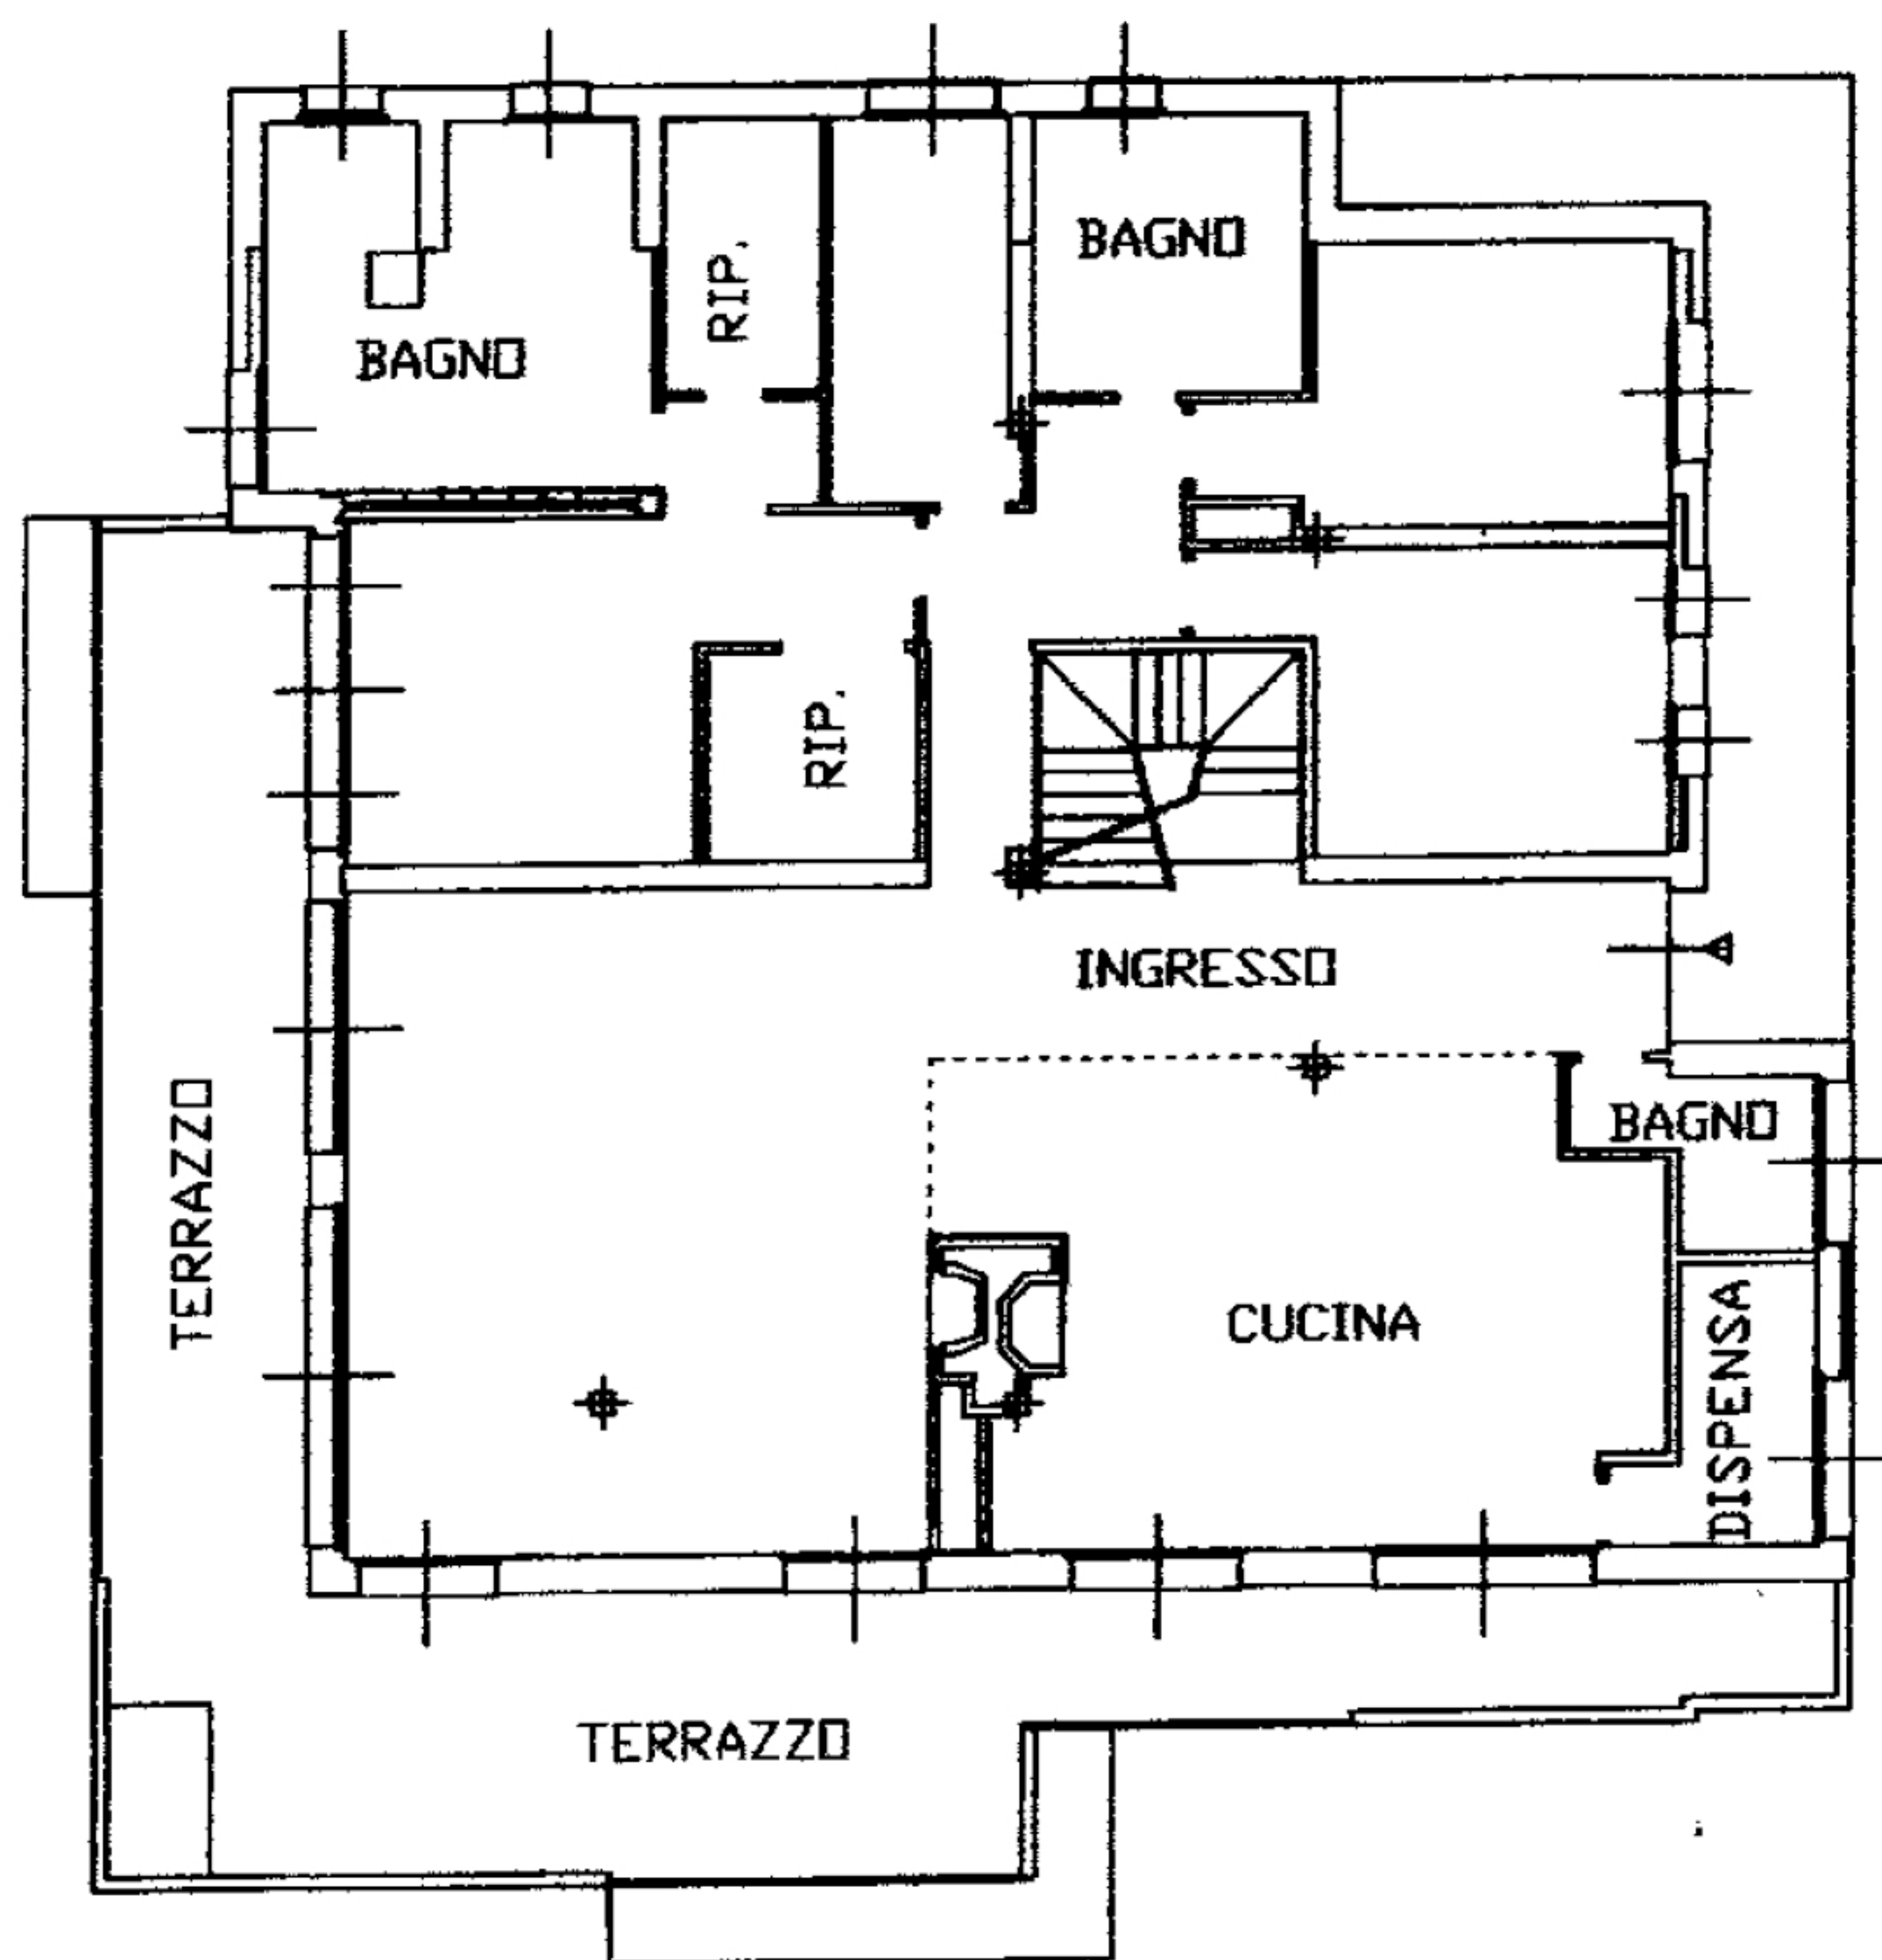 BAGNO
RIP.
BAGNO
RIP.
INGRESSO
BAGNO
TERRAZZO
CUCINA
DISPENSA
TERRAZZO